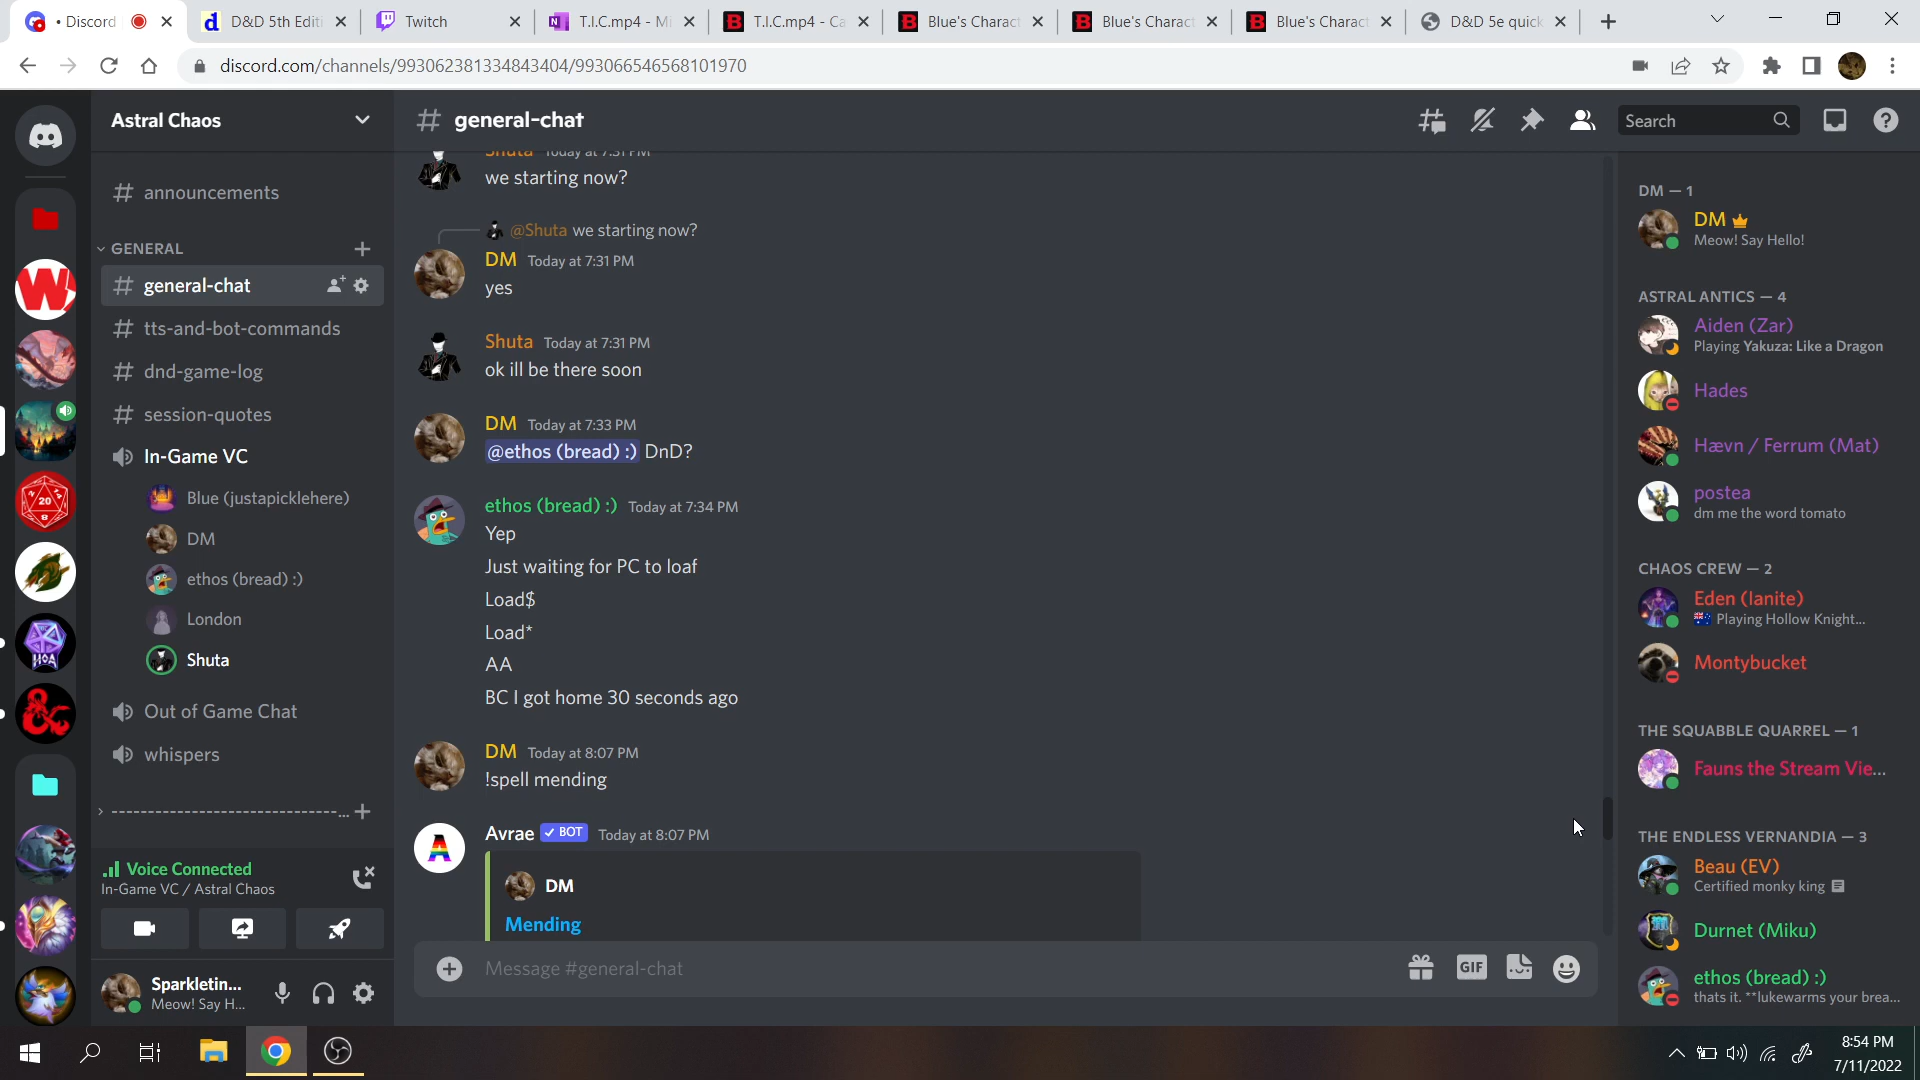 • Discord
D&D 5th Editi
Twitch
T.I.C.mp4 - Mi
T.I.C.mp4 - Ca
Blue's Charact
Blue's Charact
Blue's Charact
D&D 5e quick
discord.com/channels/993062381334843404/993066546568101970
Astral Chaos
# general-chat
Search
# announcements
GENERAL
# general-chat
# tts-and-bot-commands
# dnd-game-log
# session-quotes
In-Game VC
Blue (justapicklehere)
DM
ethos (bread) :)
London
Shuta
Out of Game Chat
whispers
----------------------------...
Voice Connected
In-Game VC / Astral Chaos
Sparkletin...
Meow! Say H...
Shuta Today at 7:31 PM
we starting now?
@Shuta we starting now?
DM Today at 7:31 PM
yes
Shuta Today at 7:31 PM
ok ill be there soon
DM Today at 7:33 PM
@ethos (bread) :) DnD?
ethos (bread) :) Today at 7:34 PM
Yep
Just waiting for PC to loaf
Load$
Load*
AA
BC I got home 30 seconds ago
DM Today at 8:07 PM
!spell mending
Avrae ✓ BOT Today at 8:07 PM
DM
Mending
Message #general-chat
GIF
DM — 1
DM
Meow! Say Hello!
ASTRAL ANTICS — 4
Aiden (Zar)
Playing Yakuza: Like a Dragon
Hades
Hævn / Ferrum (Mat)
postea
dm me the word tomato
CHAOS CREW — 2
Eden (Ianite)
Playing Hollow Knight...
Montybucket
THE SQUABBLE QUARREL — 1
Fauns the Stream Vie...
THE ENDLESS VERNANDIA — 3
Beau (EV)
Certified monky king
Durnet (Miku)
ethos (bread) :)
thats it. **lukewarms your brea...
8:54 PM
7/11/2022